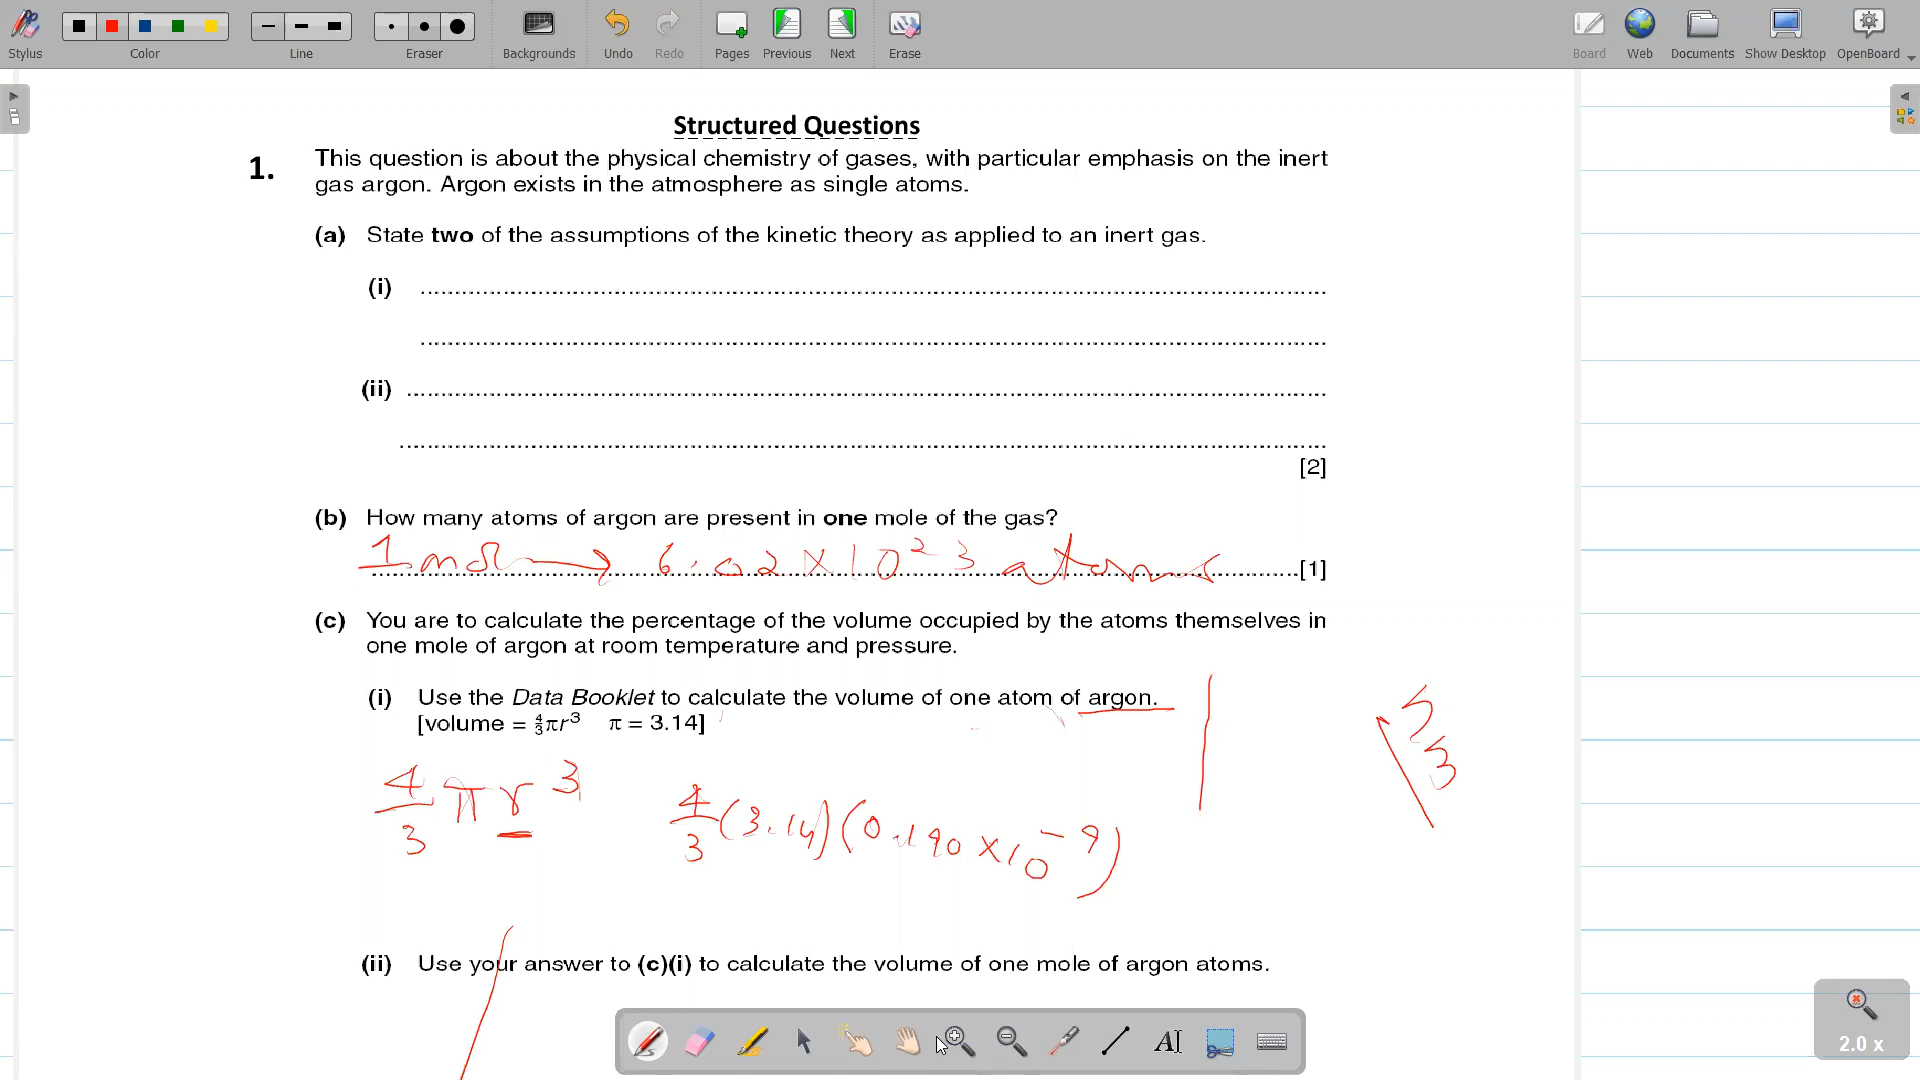 Stylus Color Line Eraser Backgrounds Undo Redo Pages Previous Next Erase Board Web Documents Show Desktop OpenBoard
Structured Questions
1. This question is about the physical chemistry of gases, with particular emphasis on the inert
gas argon. Argon exists in the atmosphere as single atoms.
(a) State two of the assumptions of the kinetic theory as applied to an inert gas.
(i) ........................................................................
........................................................................
(ii) ........................................................................
........................................................................
[2]
(b) How many atoms of argon are present in one mole of the gas?
1 mol → 6.02 × 10²³ atoms [1]
(c) You are to calculate the percentage of the volume occupied by the atoms themselves in
one mole of argon at room temperature and pressure.
(i) Use the Data Booklet to calculate the volume of one atom of argon.
[volume = 4/3πr³ π = 3.14]
4/3 π r³ 4/3 (3.14) (0.190 × 10⁻⁹)
(ii) Use your answer to (c)(i) to calculate the volume of one mole of argon atoms.
2.0 x